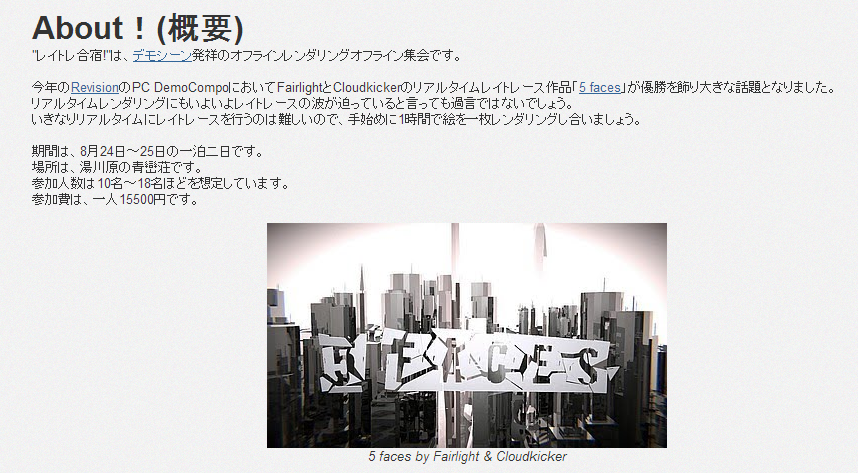 About ! (概要)
"レイトレ合宿!"は、デモシーン発祥のオフラインレンダリングオフライン集会です。
今年のRevisionのPC DemoCompoにおいてFairlightとCloudkickerのリアルタイムレイトレース作品「5 faces」が優勝を飾り大きな話題となりました。
リアルタイムレンダリングにもいよいよレイトレースの波が迫っていると言っても過言ではないでしょう。
いきなりリアルタイムにレイトレースを行うのは難しいので、手始めに1時間で絵を一枚レンダリングし合いましょう。
期間は、8月24日～25日の一泊二日です。
場所は、湯川原の青巒荘です。
参加人数は10名～18名ほどを想定しています。
参加費は、一人15500円です。
5 FACES
5 faces by Fairlight & Cloudkicker